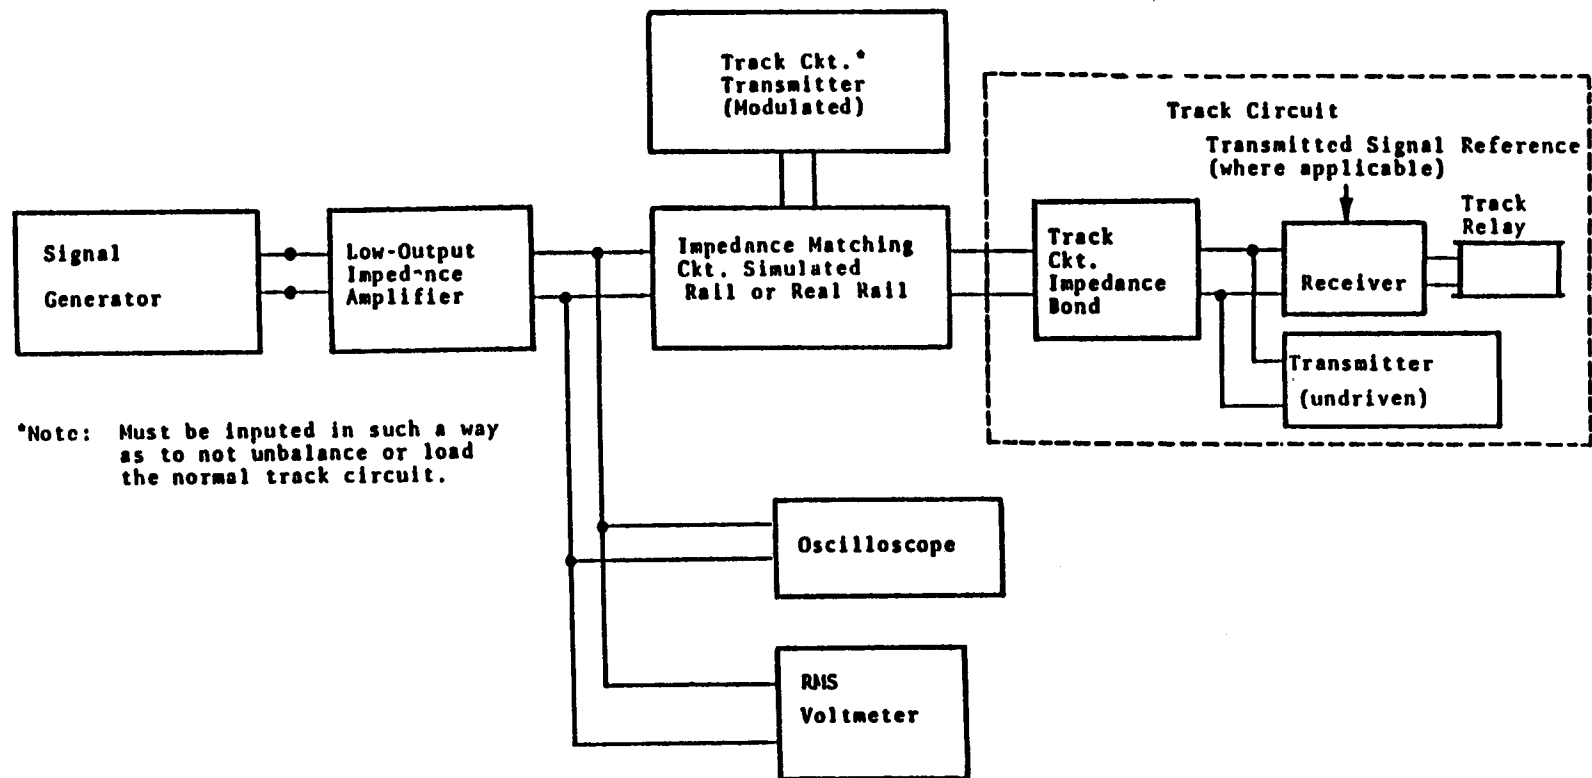 Track Ckt.*
Transmitter
(Modulated)
Track Circuit
Transmitted Signal Reference
(where applicable)
Signal
Generator
Low-Output
Impedance
Amplifier
Impedance Matching
Ckt. Simulated
Rail or Real Rail
Track
Ckt.
Impedance
Bond
Receiver
Track
Relay
Transmitter
(undriven)
*Note: Must be inputed in such a way
as to not unbalance or load
the normal track circuit.
Oscilloscope
RMS
Voltmeter